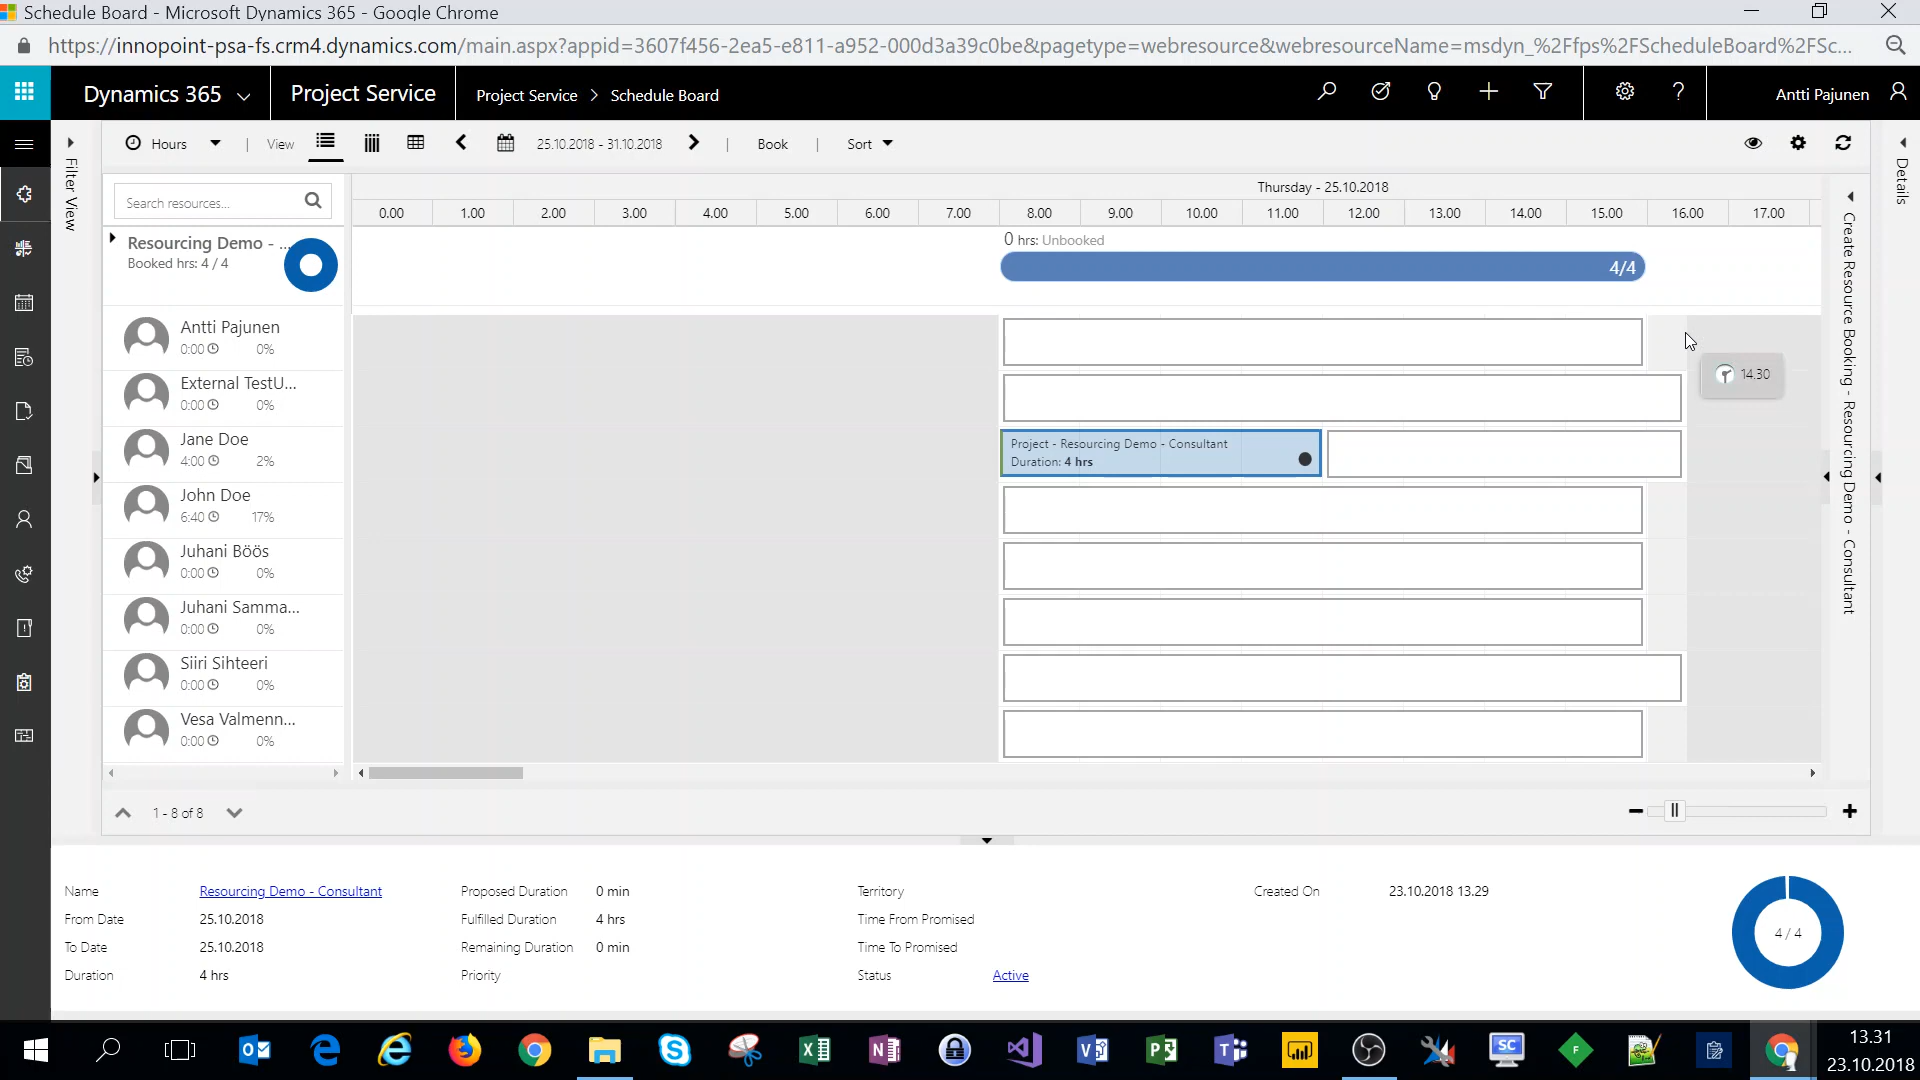 Schedule Board - Microsoft Dynamics 365 - Google Chrome
https://innopoint-psa-fs.crm4.dynamics.com/main.aspx?appid=3607f456-2ea5-e811-a952-000d3a39c0be&pagetype=webresource&webresourceName=msdyn_%2Ffps%2FScheduleBoard%2FSc...
Dynamics 365 Project Service Project Service > Schedule Board Antti Pajunen
Hours View 25.10.2018 - 31.10.2018 Book Sort
Filter View
Details
Search resources...
Thursday - 25.10.2018
0.00 1.00 2.00 3.00 4.00 5.00 6.00 7.00 8.00 9.00 10.00 11.00 12.00 13.00 14.00 15.00 16.00 17.00
Resourcing Demo - ...
Booked hrs: 4 / 4
0 hrs: Unbooked
4/4
Antti Pajunen
0:00 0%
14.30
External TestU...
0:00 0%
Jane Doe
4:00 2%
Project - Resourcing Demo - Consultant
Duration: 4 hrs
John Doe
6:40 17%
Juhani Böös
0:00 0%
Juhani Samma...
0:00 0%
Siiri Sihteeri
0:00 0%
Vesa Valmenn...
0:00 0%
Create Resource Booking - Resourcing Demo - Consultant
1 - 8 of 8
Name Resourcing Demo - Consultant Proposed Duration 0 min Territory Created On 23.10.2018 13.29
From Date 25.10.2018 Fulfilled Duration 4 hrs Time From Promised
To Date 25.10.2018 Remaining Duration 0 min Time To Promised
Duration 4 hrs Priority Status Active
4 / 4
SC
13.31
23.10.2018